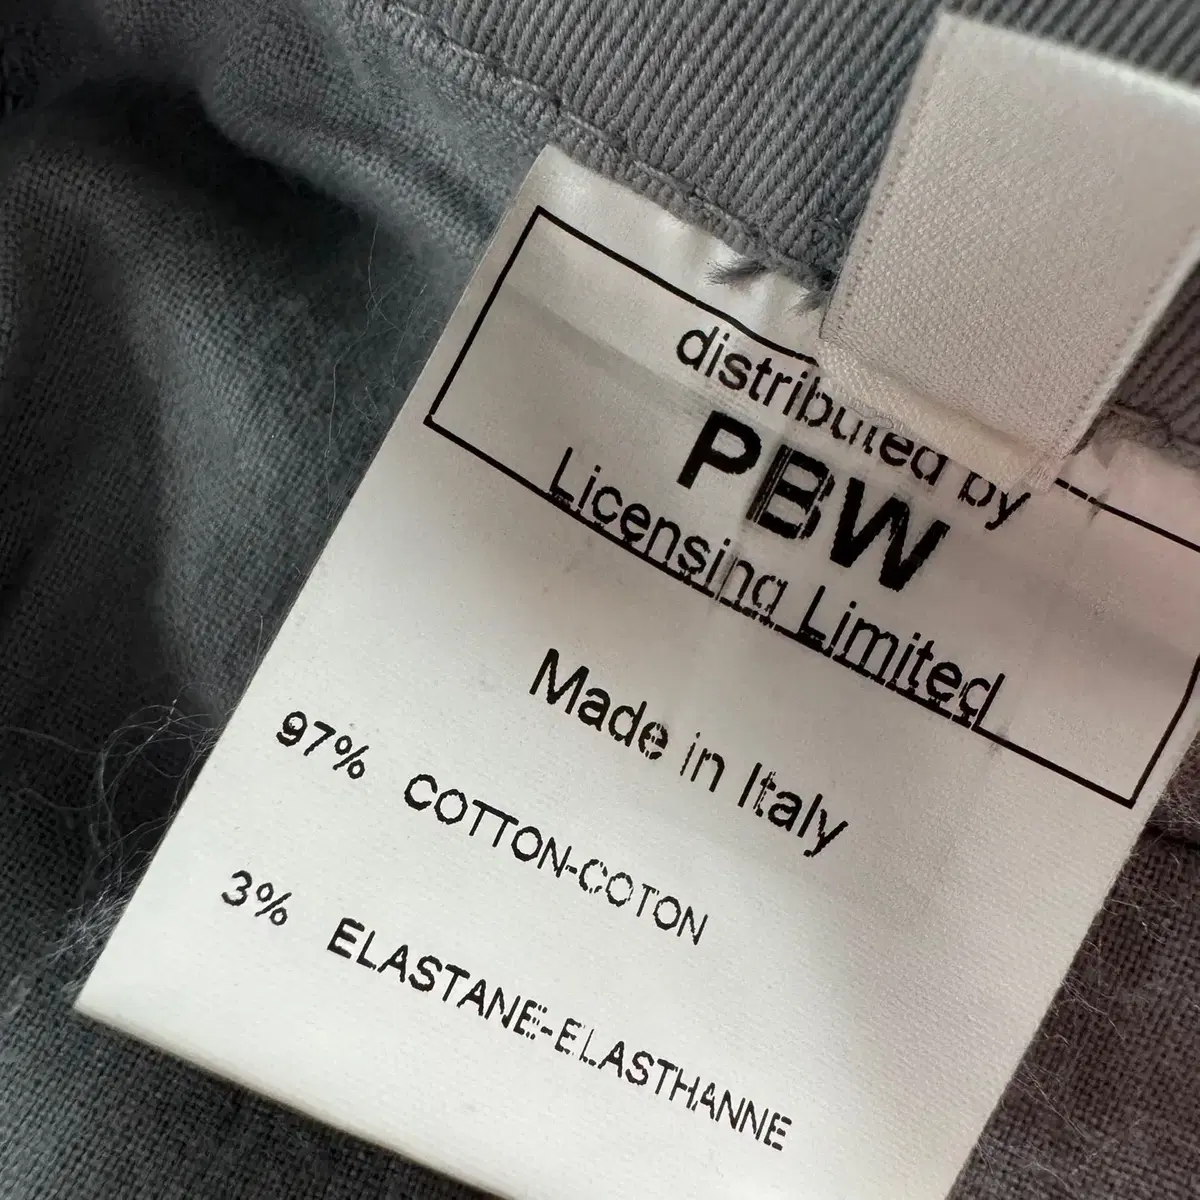 distributed by
PBW
Licensing Limited
Made in Italy
97% COTTON-COTON
3% ELASTANE-ELASTHANNE